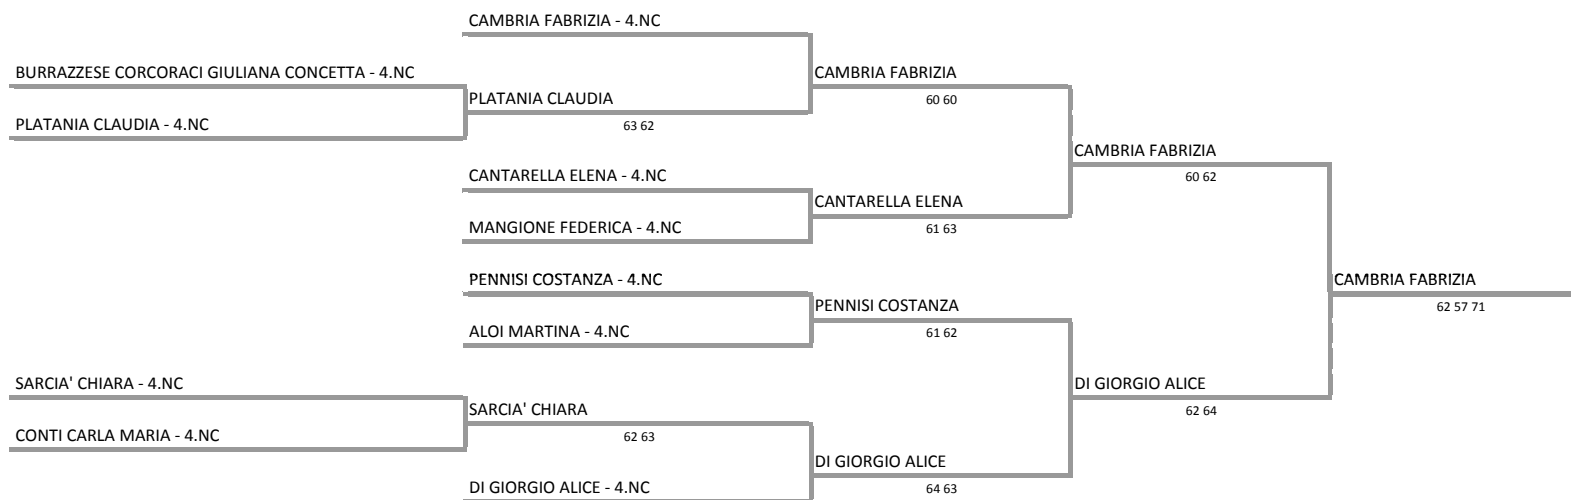 CAMBRIA FABRIZIA - 4.NC
BURRAZZESE CORCORACI GIULIANA CONCETTA - 4.NC
CAMBRIA FABRIZIA
PLATANIA CLAUDIA
60 60
PLATANIA CLAUDIA - 4.NC
63 62
CAMBRIA FABRIZIA
CANTARELLA ELENA - 4.NC
60 62
CANTARELLA ELENA
MANGIONE FEDERICA - 4.NC
61 63
PENNISI COSTANZA - 4.NC
CAMBRIA FABRIZIA
PENNISI COSTANZA
62 57 71
ALOI MARTINA - 4.NC
61 62
SARCIA' CHIARA - 4.NC
DI GIORGIO ALICE
SARCIA' CHIARA
62 64
CONTI CARLA MARIA - 4.NC
62 63
DI GIORGIO ALICE
DI GIORGIO ALICE - 4.NC
64 63